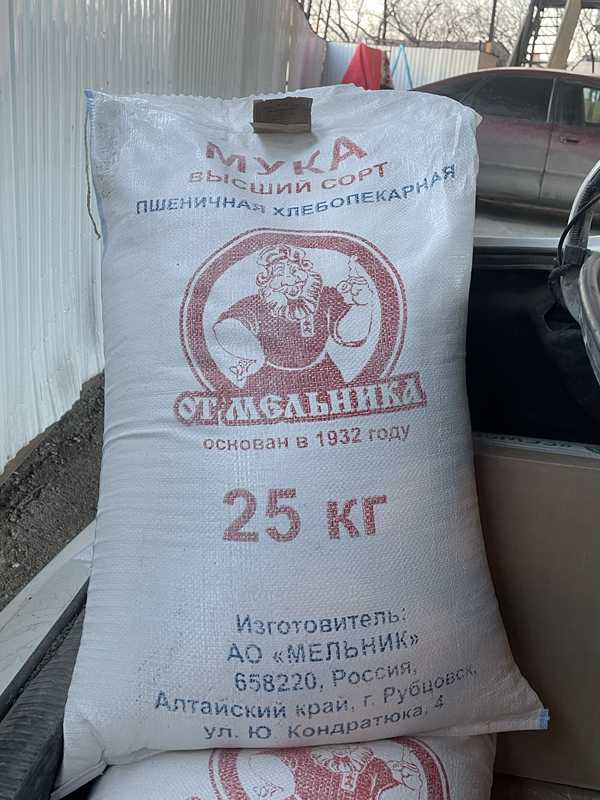 МУКА
ВЫСШИЙ СОРТ
ПШЕНИЧНАЯ ХЛЕБОПЕКАРНАЯ
ОТ МЕЛЬНИКА
основан в 1932 году
25 кг
Изготовитель:
АО «МЕЛЬНИК»
658220, Россия,
Алтайский край, г. Рубцовск,
ул. Ю. Кондратюка, 4